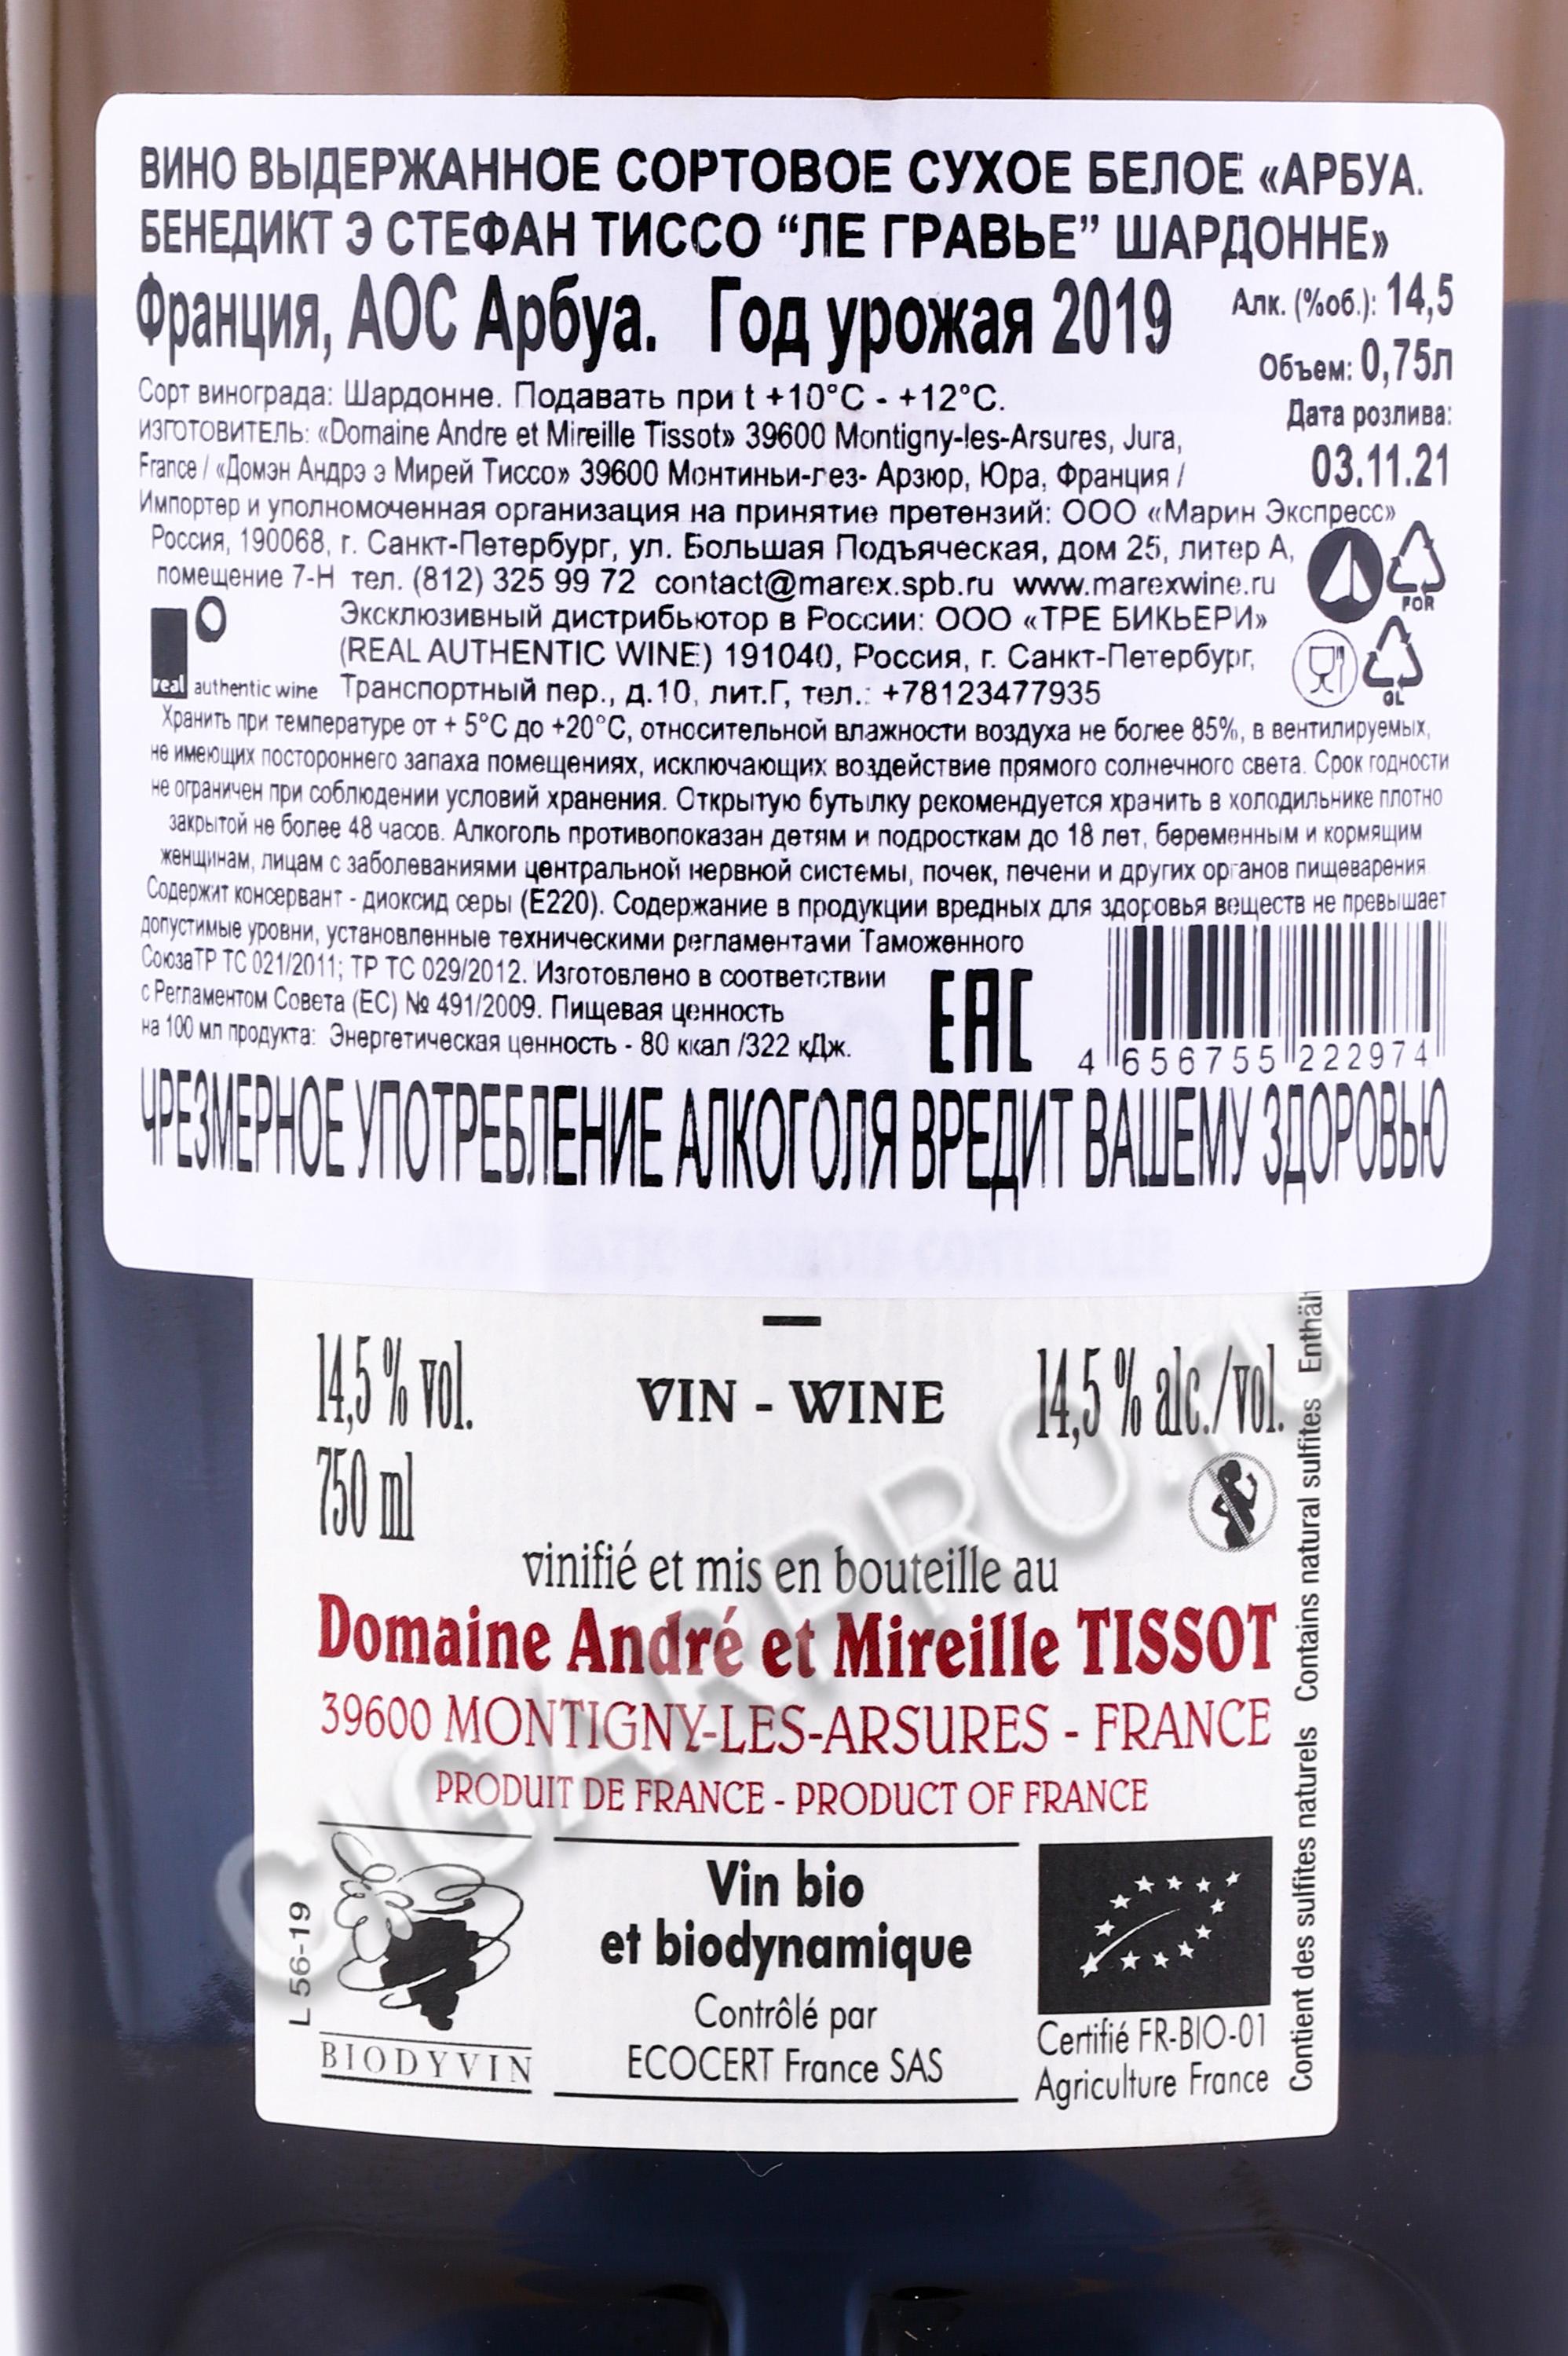 ВИНО ВЫДЕРЖАННОЕ СОРТОВОЕ СУХОЕ БЕЛОЕ «АРБУА.
БЕНЕДИКТ Э СТЕФАН ТИССО “ЛЕ ГРАВЬЕ” ШАРДОННЕ»
Франция, АОС Арбуа. Год урожая 2019
Алк. (%об.): 14,5
Объем: 0,75л
Дата розлива:
03.11.21
Сорт винограда: Шардонне. Подавать при t +10°C - +12°C.
ИЗГОТОВИТЕЛЬ: «Domaine Andre et Mireille Tissot» 39600 Montigny-les-Arsures, Jura,
France / «Домэн Андрэ э Мирей Тиссо» 39600 Монтиньи-лез- Арзюр, Юра, Франция /
Импортер и уполномоченная организация на принятие претензий: ООО «Марин Экспресс»
Россия, 190068, г. Санкт-Петербург, ул. Большая Подъяческая, дом 25, литер А,
помещение 7-Н тел. (812) 325 99 72 contact@marex.spb.ru www.marexwine.ru
FOR
Эксклюзивный дистрибьютор в России: ООО «ТРЕ БИКЬЕРИ»
(REAL AUTHENTIC WINE) 191040, Россия, г. Санкт-Петербург,
real authentic wine
Транспортный пер., д.10, лит.Г, тел.: +78123477935
GL
Хранить при температуре от + 5°C до +20°C, относительной влажности воздуха не более 85%, в вентилируемых,
не имеющих постороннего запаха помещениях, исключающих воздействие прямого солнечного света. Срок годности
не ограничен при соблюдении условий хранения. Открытую бутылку рекомендуется хранить в холодильнике плотно
закрытой не более 48 часов. Алкоголь противопоказан детям и подросткам до 18 лет, беременным и кормящим
женщинам, лицам с заболеваниями центральной нервной системы, почек, печени и других органов пищеварения
Содержит консервант - диоксид серы (Е220). Содержание в продукции вредных для здоровья веществ не превышает
допустимые уровни, установленные техническими регламентами Таможенного
СоюзаТР ТС 021/2011; ТР ТС 029/2012. Изготовлено в соответствии
с Регламентом Совета (ЕС) № 491/2009. Пищевая ценность
на 100 мл продукта: Энергетическая ценность - 80 ккал /322 кДж.
EAC
4 656755 222974
ЧРЕЗМЕРНОЕ УПОТРЕБЛЕНИЕ АЛКОГОЛЯ ВРЕДИТ ВАШЕМУ ЗДОРОВЬЮ
14,5 % vol.
VIN - WINE
14,5 % alc./vol.
750 ml
vinifié et mis en bouteille au
Domaine André et Mireille TISSOT
39600 MONTIGNY-LES-ARSURES - FRANCE
PRODUIT DE FRANCE - PRODUCT OF FRANCE
L 56-19
BIODYVIN
Vin bio
et biodynamique
Contrôlé par
ECOCERT France SAS
Certifié FR-BIO-01
Agriculture France
Contient des sulfites naturels Contains natural sulfites
CIGARPRO.ru